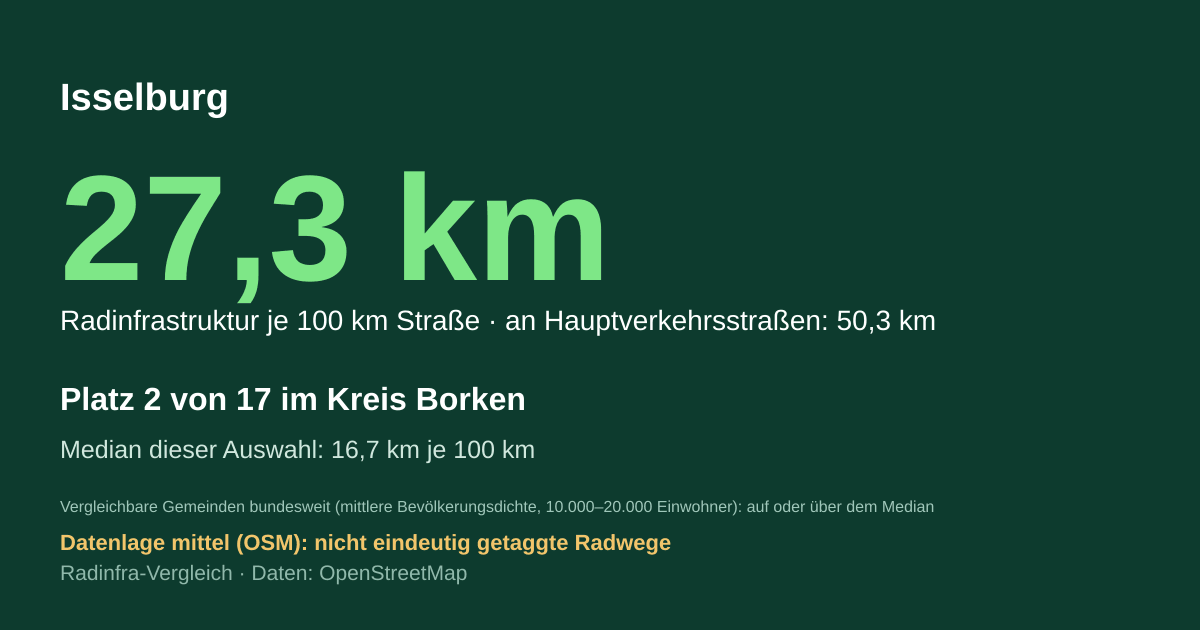 Isselburg
27,3 km
Radinfrastruktur je 100 km Straße · an Hauptverkehrsstraßen: 50,3 km
Platz 2 von 17 im Kreis Borken
Median dieser Auswahl: 16,7 km je 100 km
Vergleichbare Gemeinden bundesweit (mittlere Bevölkerungsdichte, 10.000–20.000 Einwohner): auf oder über dem Median
Datenlage mittel (OSM): nicht eindeutig getaggte Radwege
Radinfra-Vergleich · Daten: OpenStreetMap